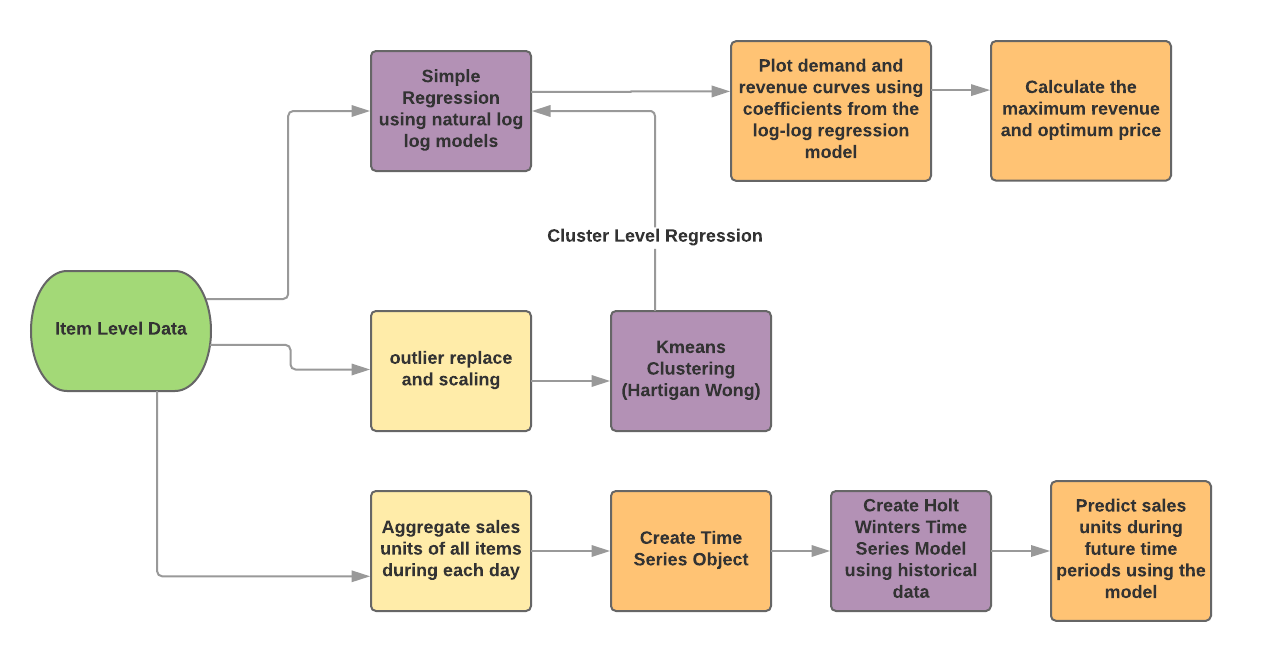 Simple
Regression
using natural log
log models
Plot demand and
revenue curves using
coefficients from the
log-log regression
model
Calculate the
maximum revenue
and optimum price
Cluster Level Regression
Item Level Data
outlier replace
and scaling
Kmeans
Clustering
(Hartigan Wong)
Aggregate sales
units of all items
during each day
Create Time
Series Object
Create Holt
Winters Time
Series Model
using historical
data
Predict sales
units during
future time
periods using the
model